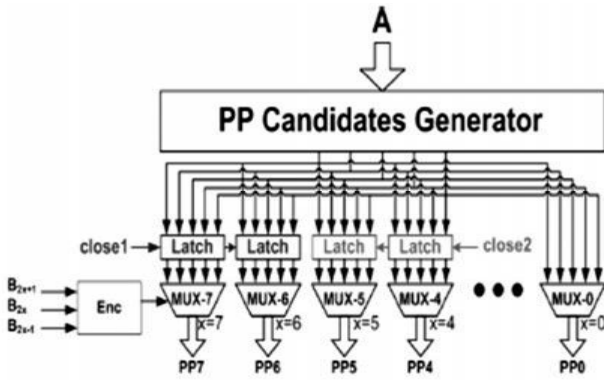 A
PP Candidates Generator
close1 Latch Latch Latch Latch close2
B2x+1
B2x
B2x-1
Enc
MUX-7 MUX-6 MUX-5 MUX-4 MUX-0
x=7 x=6 x=5 x=4 x=0
PP7 PP6 PP5 PP4 PP0